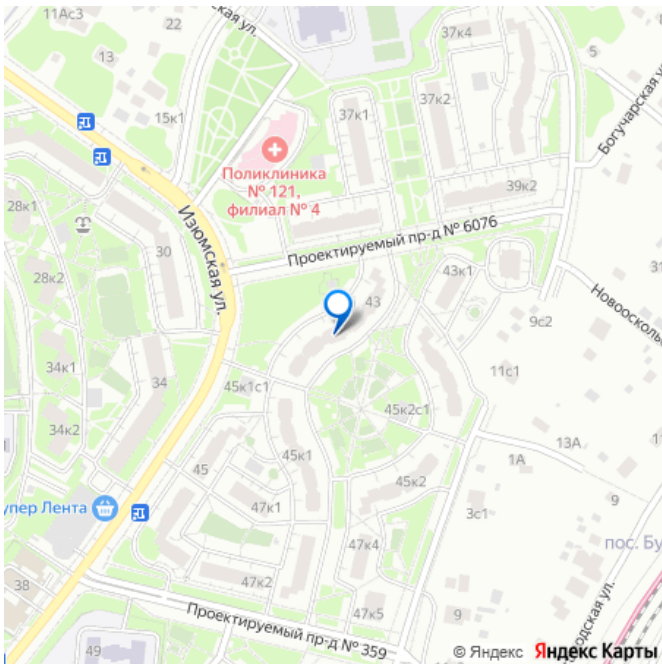 11Ас3
22
ская ул.
37к4
5
13
37к2
15к1
37к1
Богучарская ул
Поликлиника
№ 121,
филиал № 4
39к2
28к1
Изюмская ул.
Проектируемый пр-д № 6076
30
43к1
28к2
43
Новооскольс
9с2
34к1
11с1
34
45к1с1
45к2с1
34к2
13А
45
45к1
1А
45к2
9
упер Лента
47к1
3с1
47к4
пос. Бу
38
47к2
Проектируемый пр-д № 359
47к5
9
одская ул.
49
© Яндекс Яндекс Карты